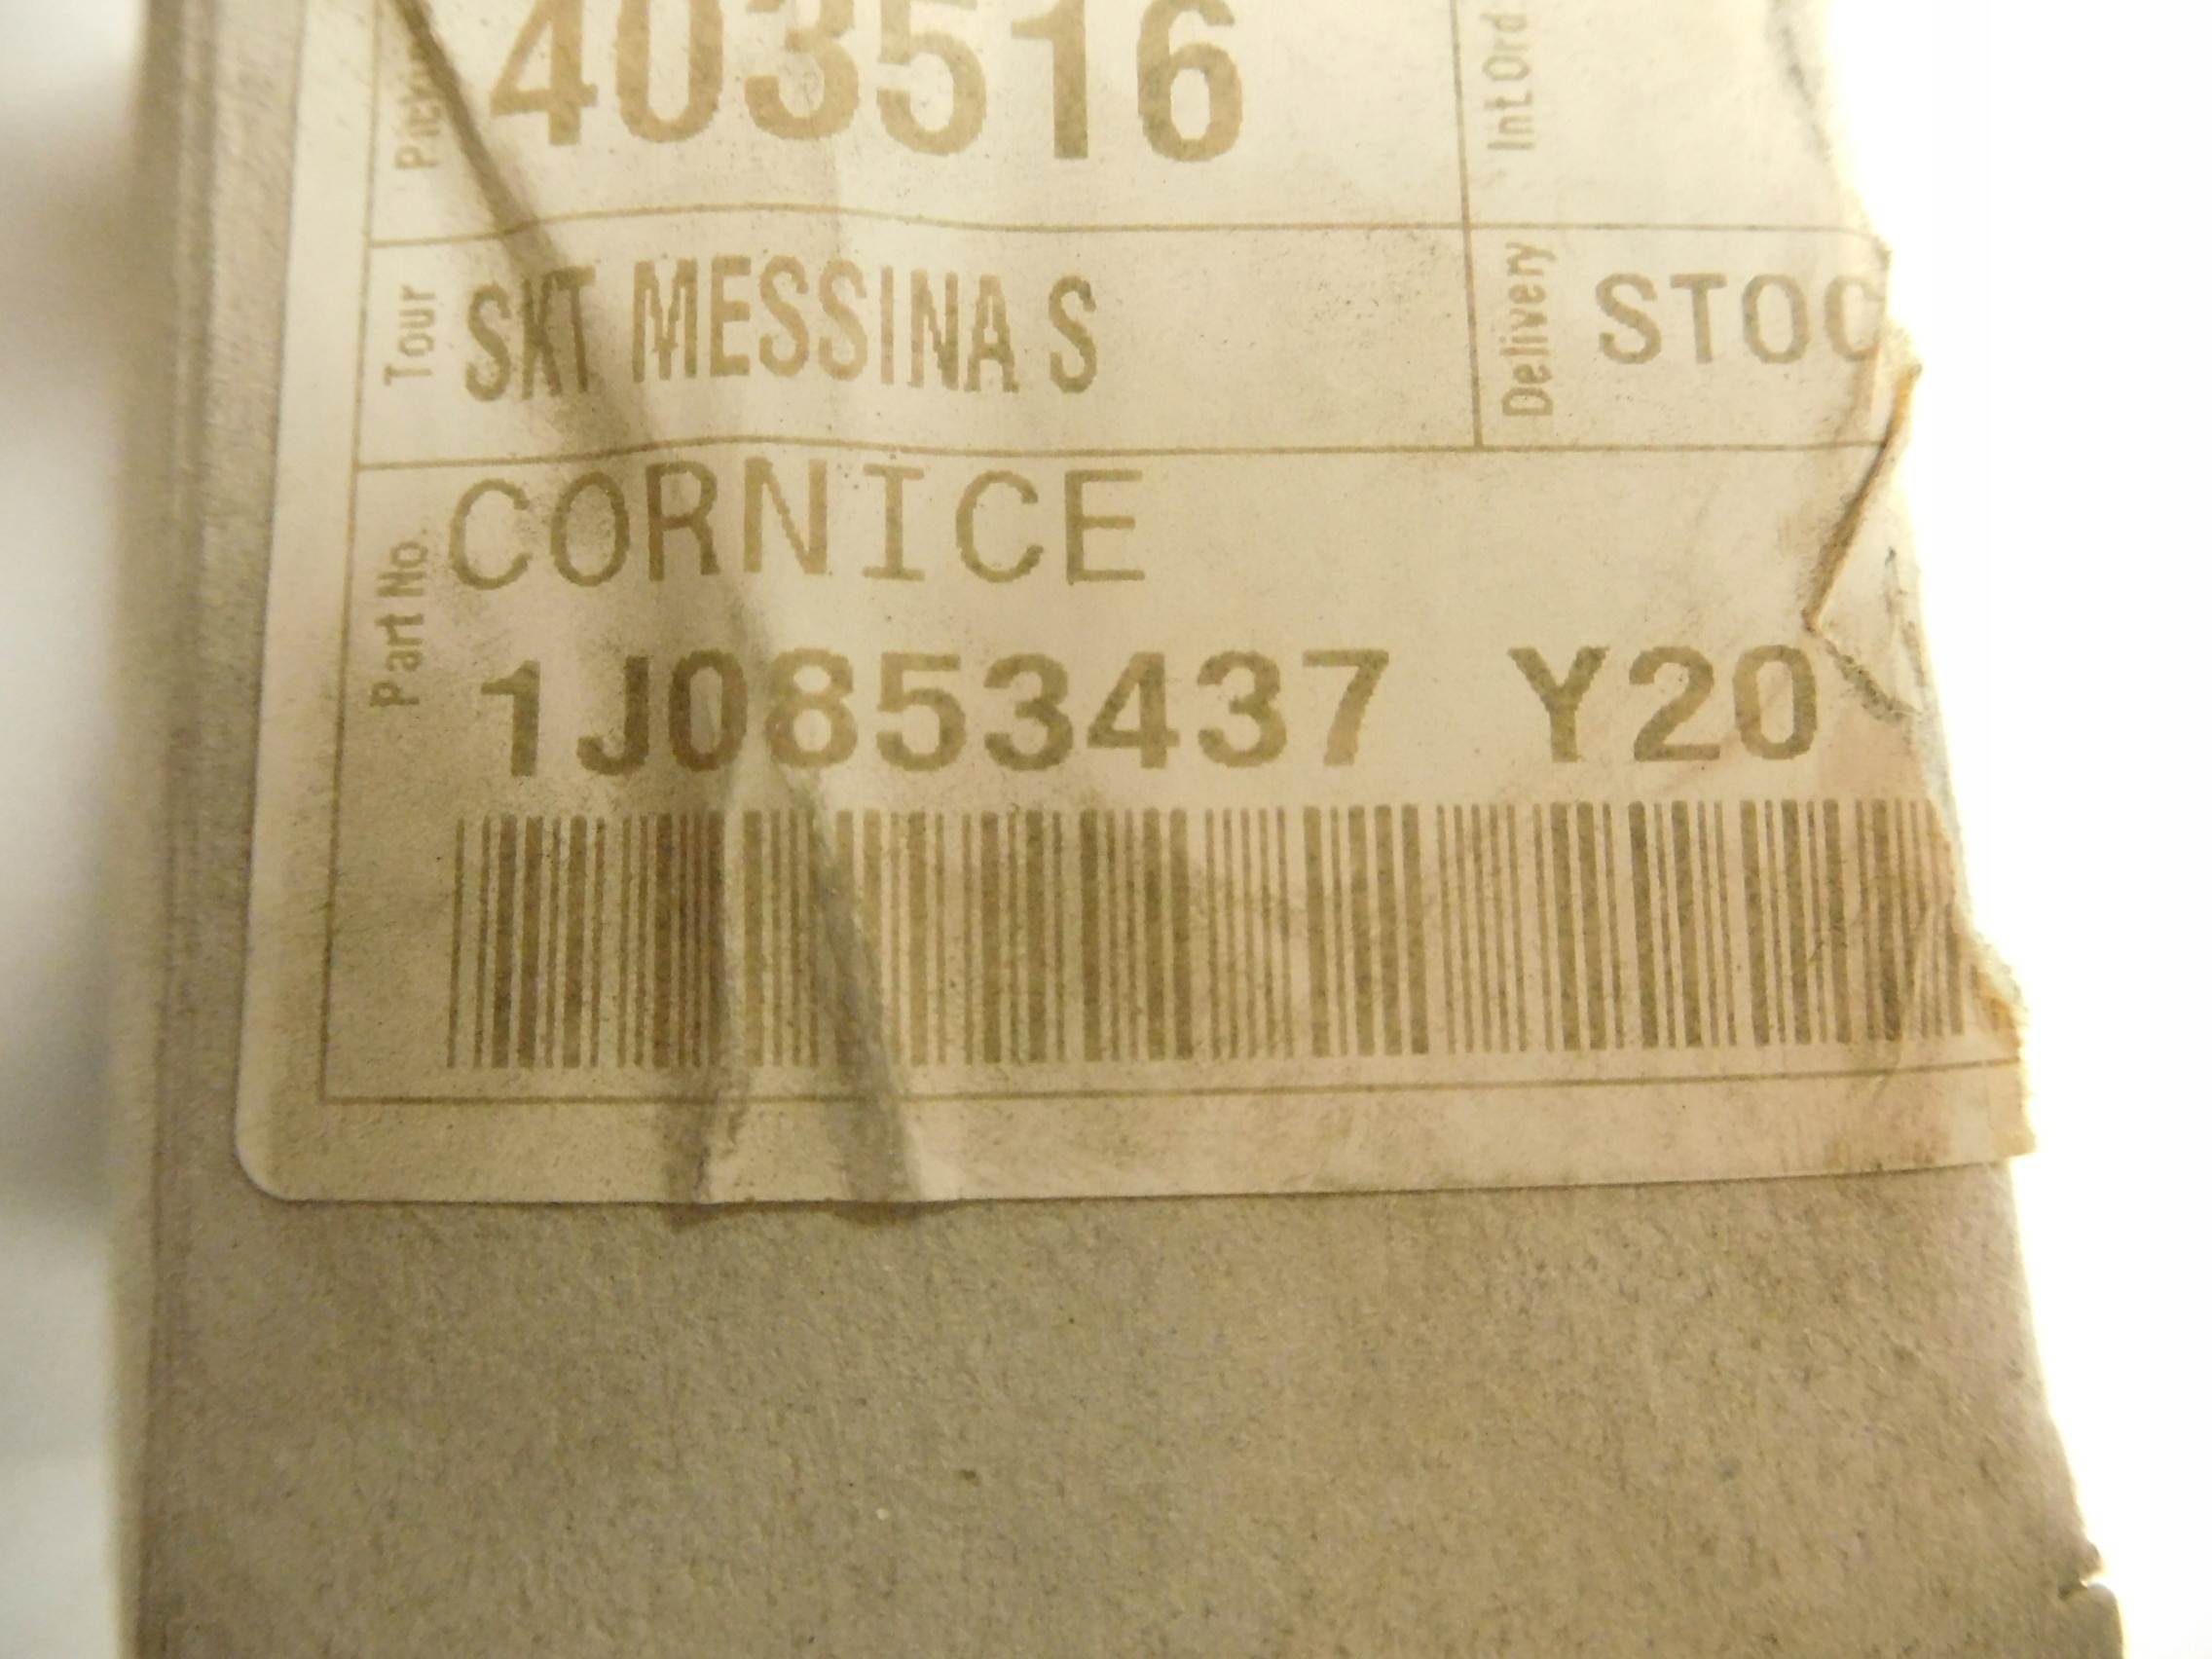 403516
Int.Ord.
Tour SKT MESSINA S
Delivery STOC
CORNICE
Part No.
1J0853437 Y20